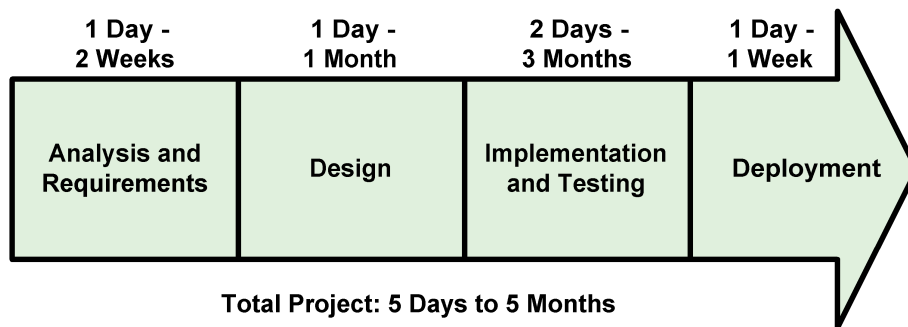 1 Day -
2 Weeks
1 Day -
1 Month
2 Days -
3 Months
1 Day -
1 Week
Analysis and
Requirements
Design
Implementation
and Testing
Deployment
Total Project: 5 Days to 5 Months